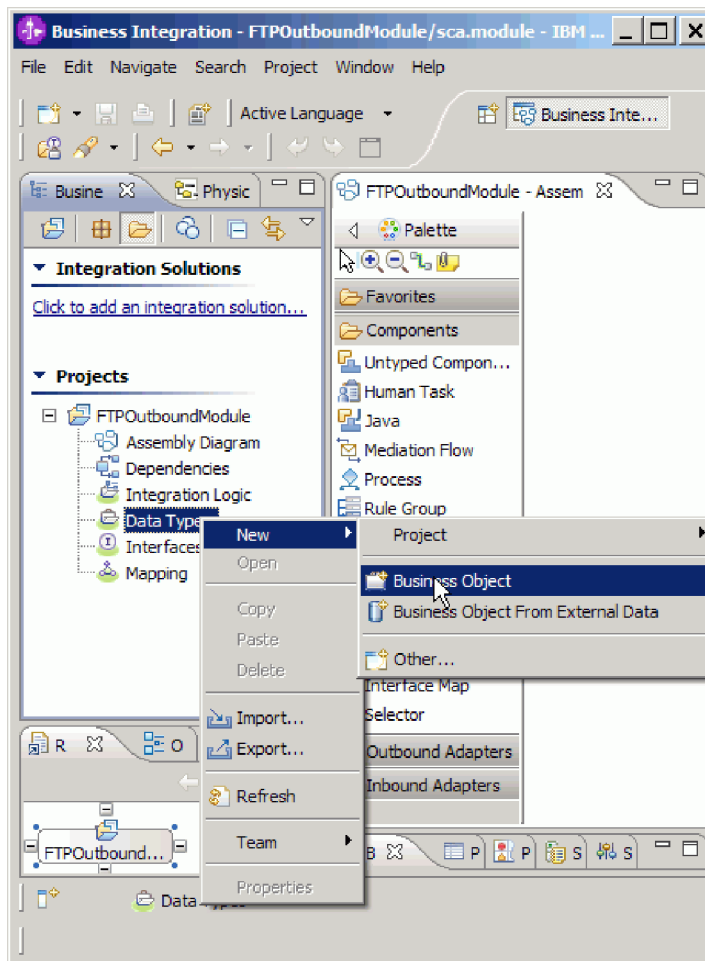 Business Integration - FTPOutboundModule/sca.module - IBM ...
File Edit Navigate Search Project Window Help
Active Language
Business Inte...
Busine
Physic
FTPOutboundModule - Assem
Palette
Integration Solutions
Click to add an integration solution...
Favorites
Components
Untyped Compon...
Human Task
Java
Mediation Flow
Process
Rule Group
Projects
FTPOutboundModule
Assembly Diagram
Dependencies
Integration Logic
Data Type
Interfaces
Mapping
New
Open
Copy
Paste
Delete
Import...
Export...
Refresh
Team
Properties
Project
Business Object
Business Object From External Data
Other...
Interface Map
Selector
Outbound Adapters
Inbound Adapters
R
O
FTPOutbound...
B
P
P
S
S
Data Types